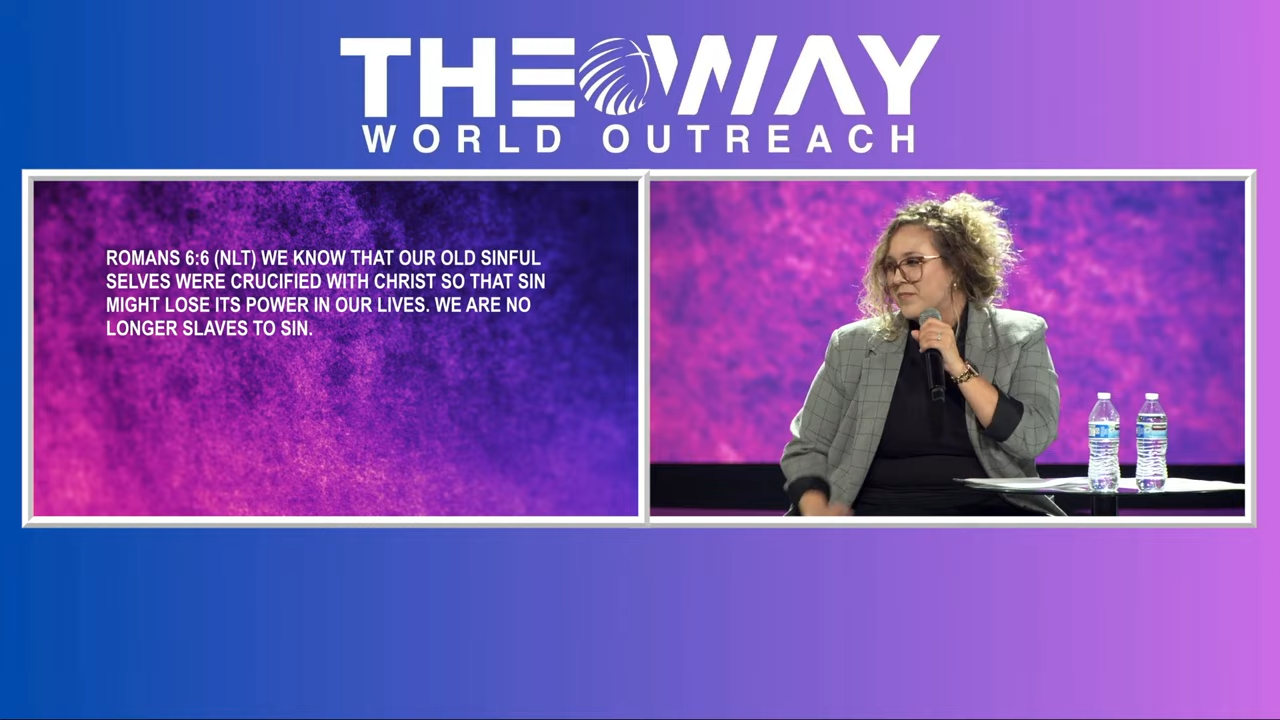 THE WAY
WORLD OUTREACH
ROMANS 6:6 (NLT) WE KNOW THAT OUR OLD SINFUL
SELVES WERE CRUCIFIED WITH CHRIST SO THAT SIN
MIGHT LOSE ITS POWER IN OUR LIVES. WE ARE NO
LONGER SLAVES TO SIN.